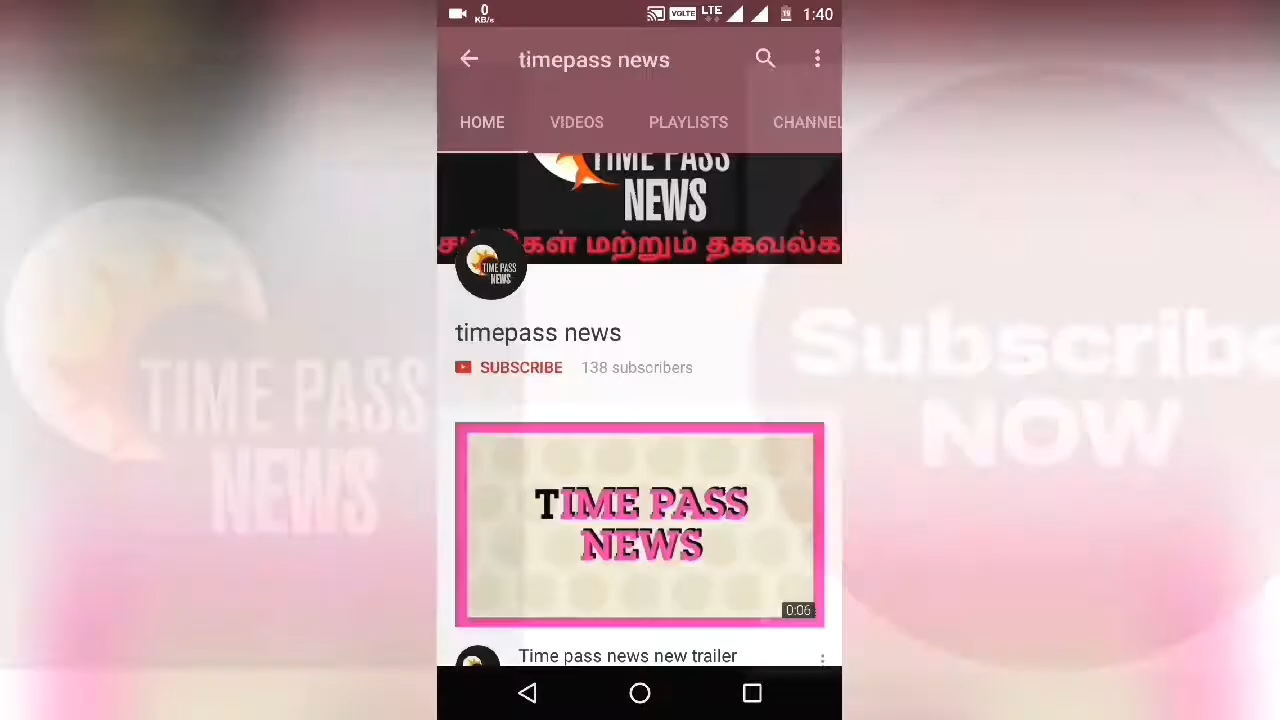 0
KB/s
VOLTE
LTE
1:40
timepass news
HOME
VIDEOS
PLAYLISTS
CHANNEL
TIME PASS
NEWS
மற்றும் தகவல்க
TIME PASS
NEWS
timepass news
SUBSCRIBE
138 subscribers
TIME PASS
NEWS
0:06
Time pass news new trailer
TIME PASS
NEWS
Subscribe
NOW